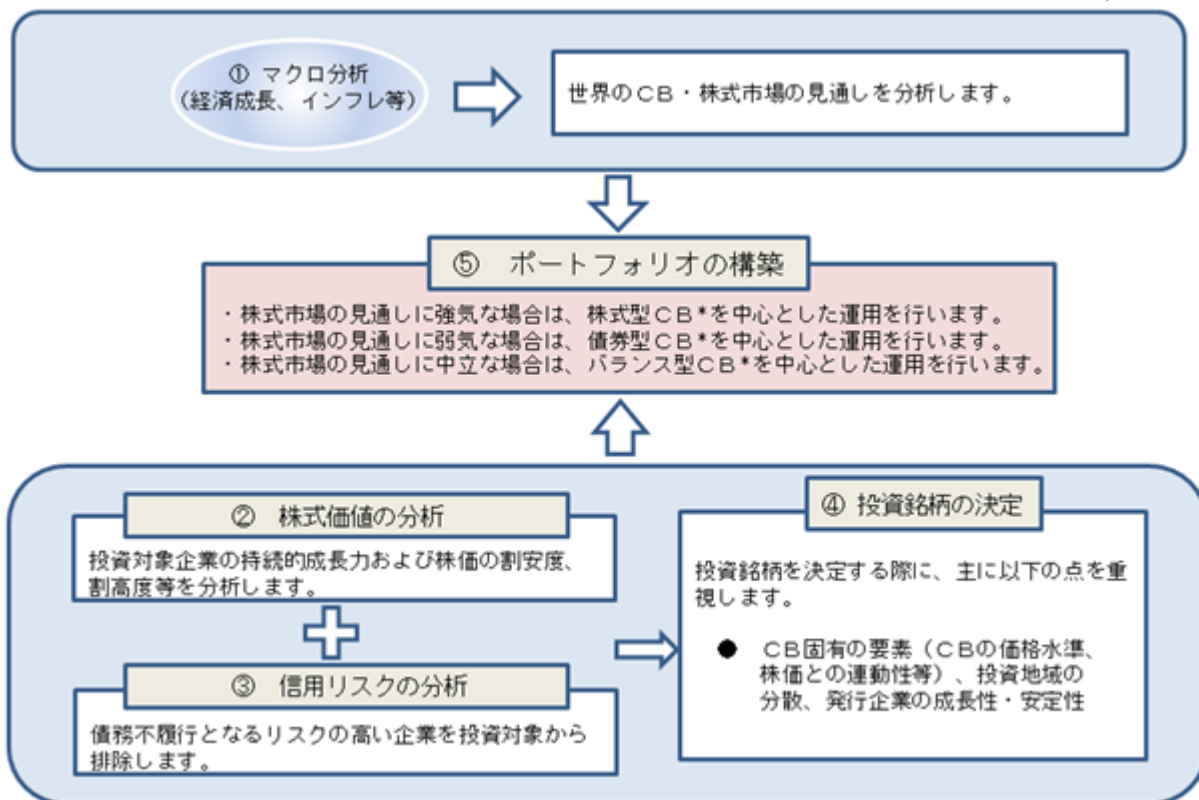 ① マクロ分析
(経済成長、インフレ等)
世界のCB・株式市場の見通しを分析します。
⑤　ポートフォリオの構築
・株式市場の見通しに強気な場合は、株式型CB*を中心とした運用を行います。
・株式市場の見通しに弱気な場合は、債券型CB*を中心とした運用を行います。
・株式市場の見通しに中立な場合は、バランス型CB*を中心とした運用を行います。
②　株式価値の分析
投資対象企業の持続的成長力および株価の割安度、
割高度等を分析します。
③　信用リスクの分析
債務不履行となるリスクの高い企業を投資対象から
排除します。
④ 投資銘柄の決定
投資銘柄を決定する際に、主に以下の点を重
視します。
● CB固有の要素（CBの価格水準、
株価との連動性等）、投資地域の
分散、発行企業の成長性・安定性